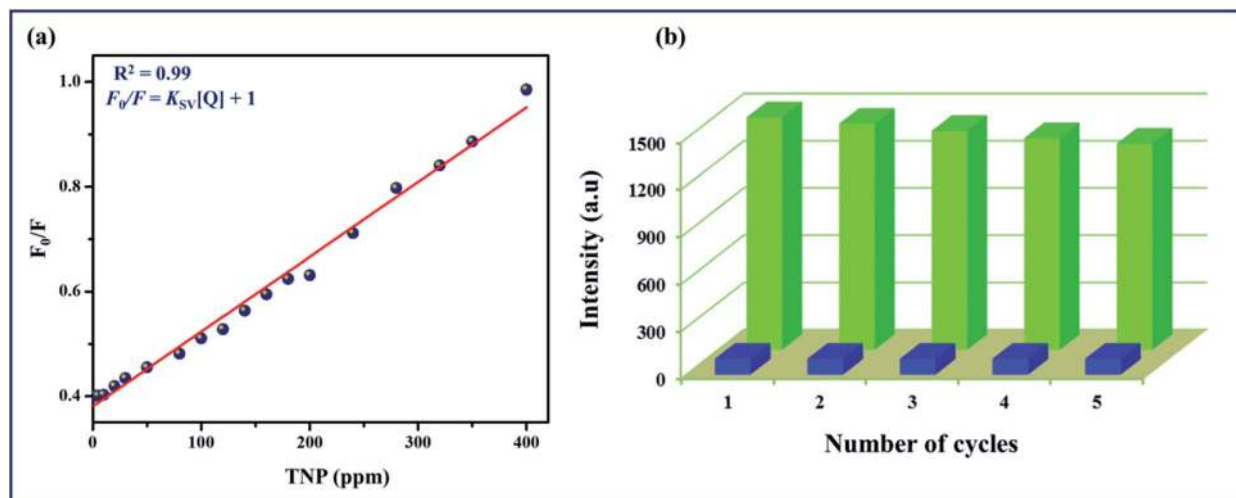 (a)
R² = 0.99
F₀/F = K_SV[Q] + 1
1.0
0.8
0.6
0.4
F₀/F
0 100 200 300 400
TNP (ppm)
(b)
1500
1200
900
600
300
0
Intensity (a.u)
1 2 3 4 5
Number of cycles